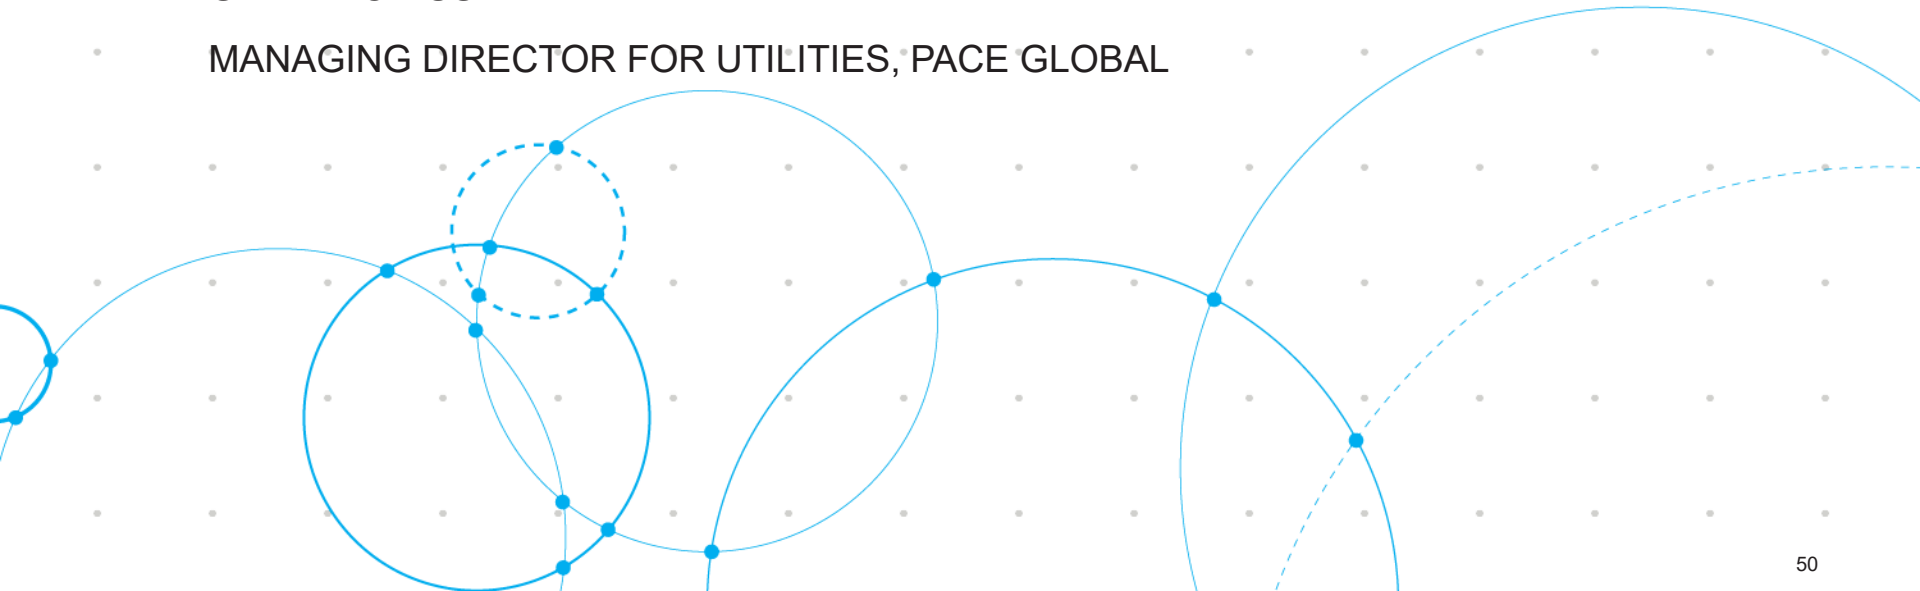 MANAGING DIRECTOR FOR UTILITIES, PACE GLOBAL
50